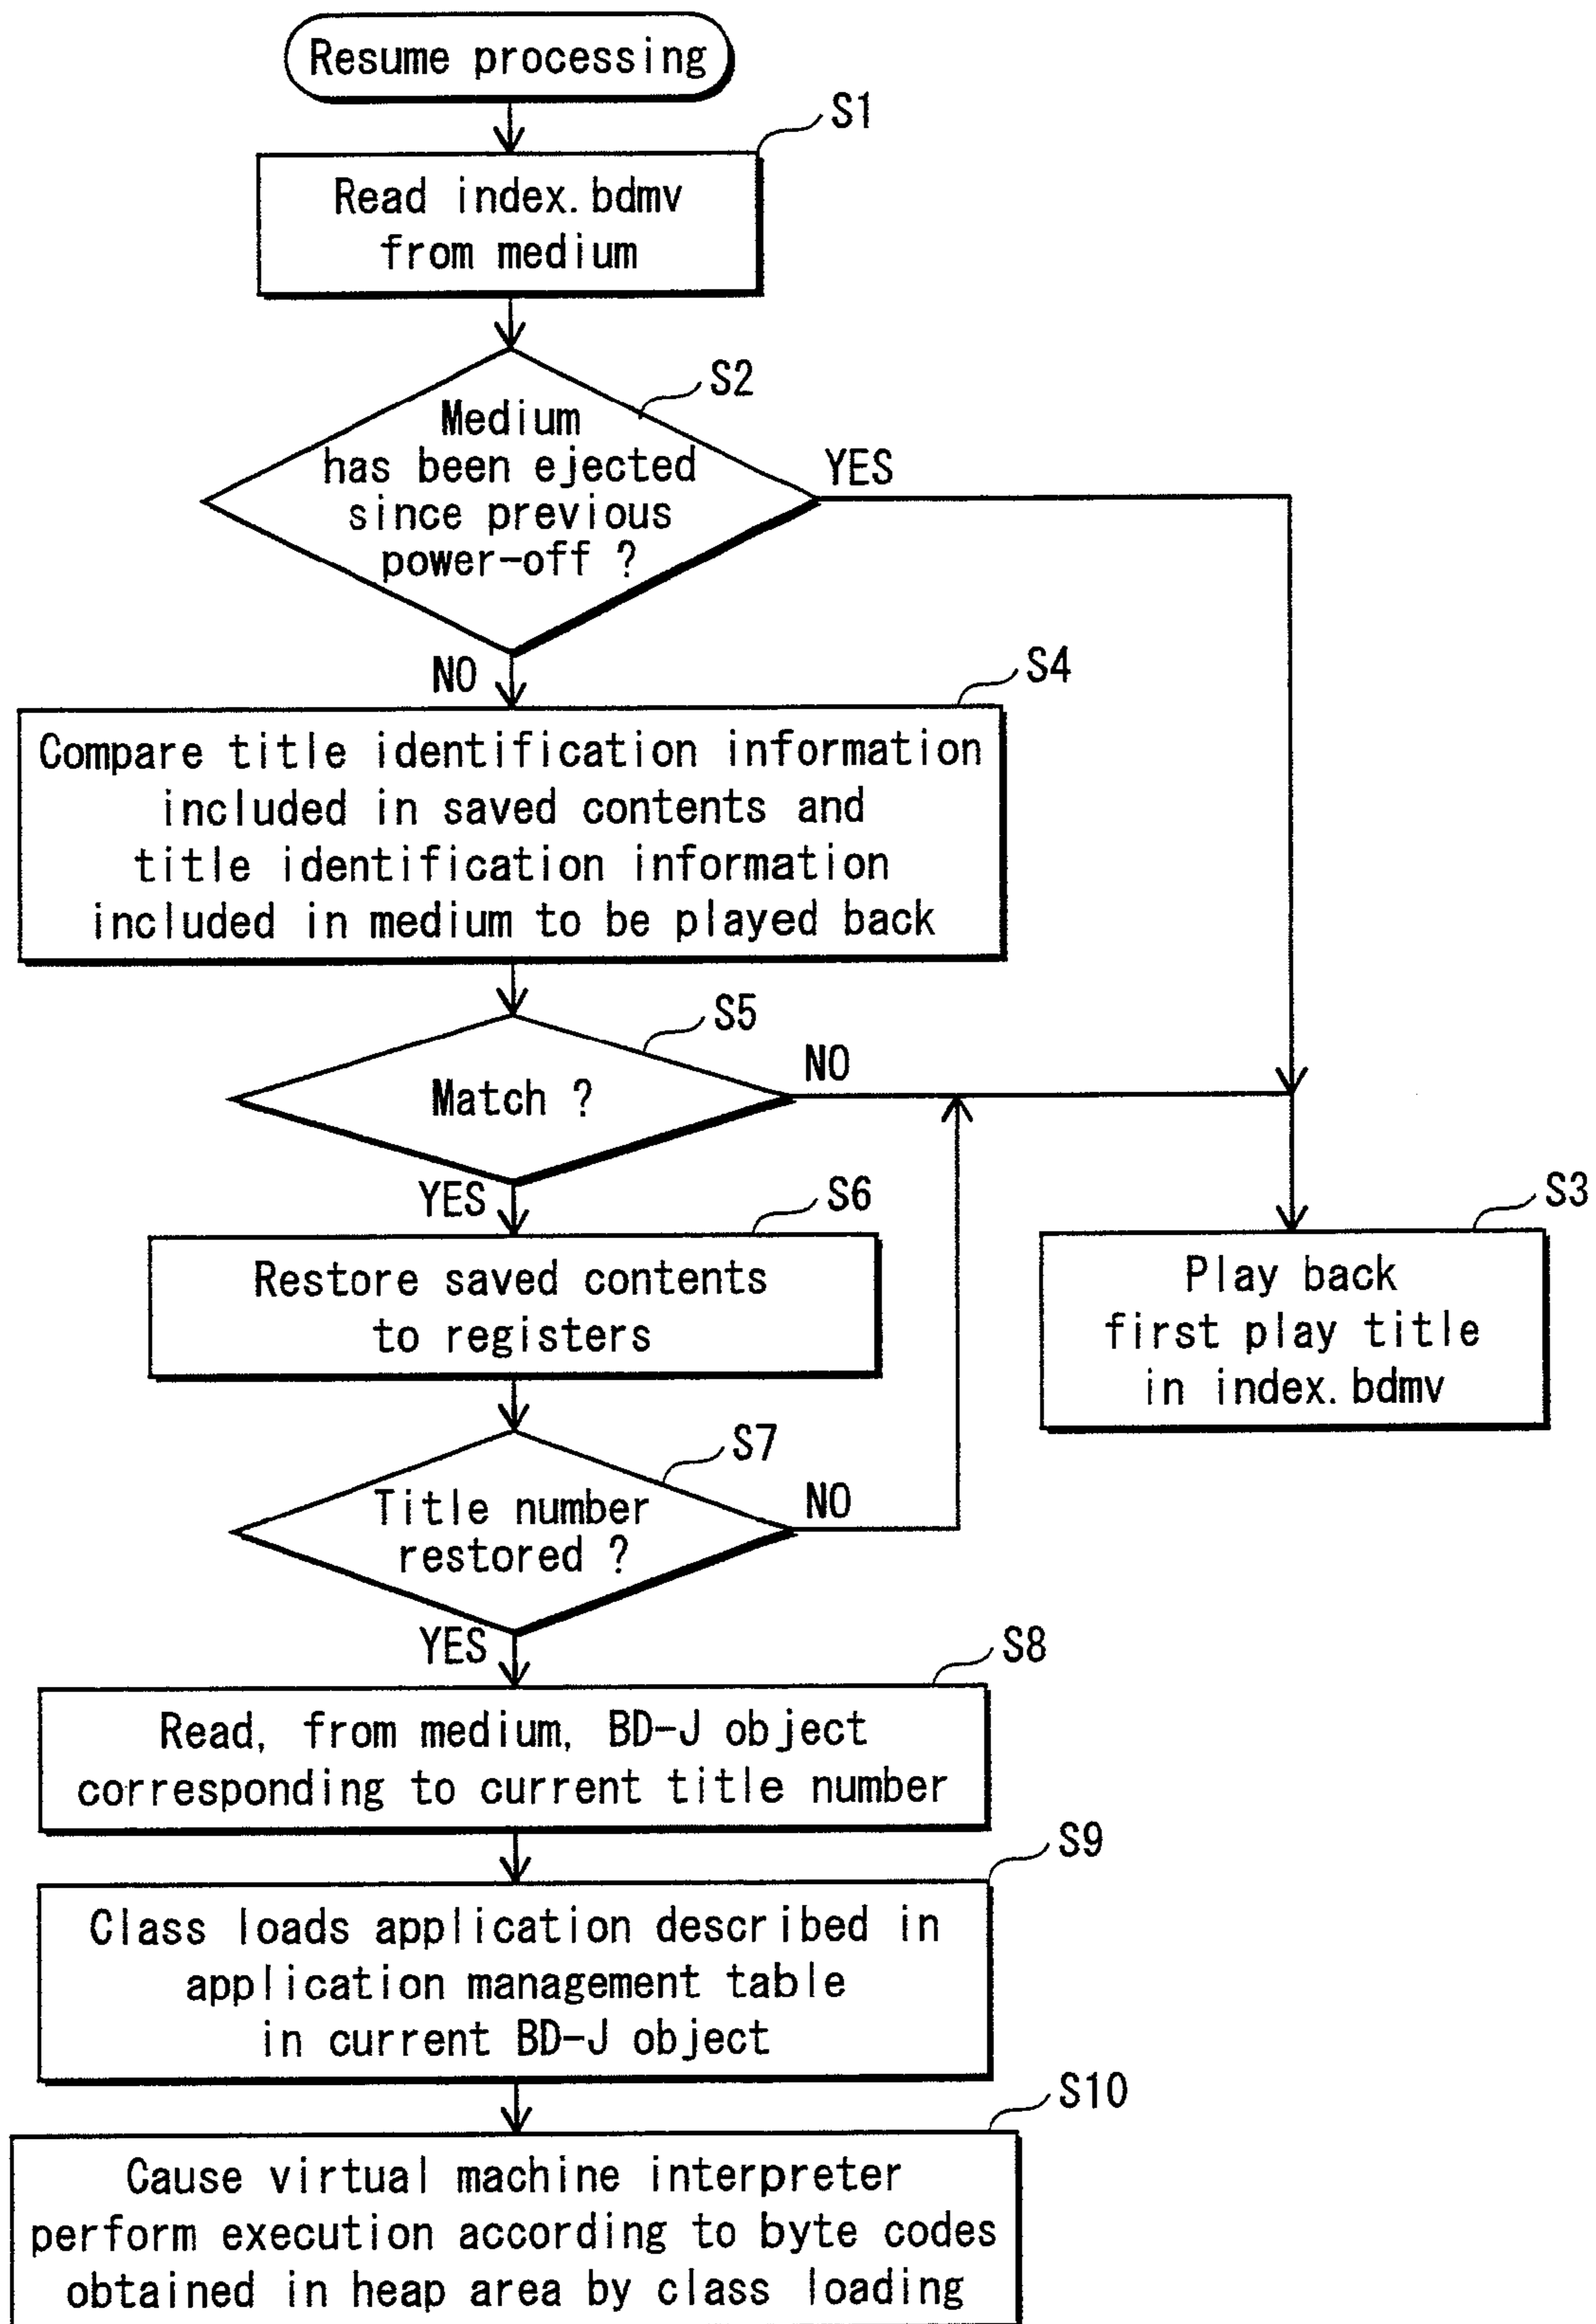 Resume processing
S1
Read index.bdmv
from medium
S2
Medium
has been ejected
since previous
power-off ?
YES
NO
S4
Compare title identification information
included in saved contents and
title identification information
included in medium to be played back
S5
Match ?
NO
YES
S6
Restore saved contents
to registers
S3
Play back
first play title
in index.bdmv
S7
Title number
restored ?
NO
YES
S8
Read, from medium, BD-J object
corresponding to current title number
S9
Class loads application described in
application management table
in current BD-J object
S10
Cause virtual machine interpreter
perform execution according to byte codes
obtained in heap area by class loading